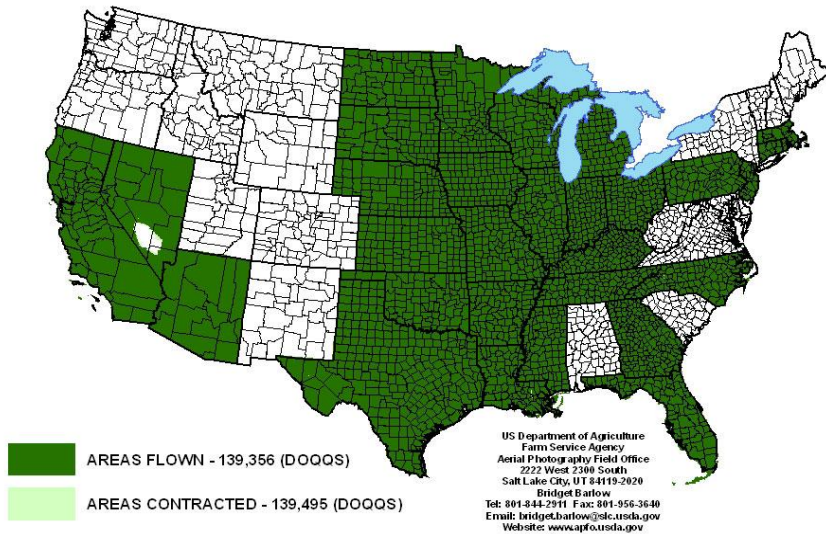 AREAS FLOWN - 139,356 (DOQQS)
AREAS CONTRACTED - 139,495 (DOQQS)
US Department of Agriculture
Farm Service Agency
Aerial Photography Field Office
2222 West 2300 South
Salt Lake City, UT 84119-2020
Bridget Barlow
Tel: 801-844-2911 Fax: 801-956-3640
Email: bridget.barlow@slc.usda.gov
Website: www.apfo.usda.gov